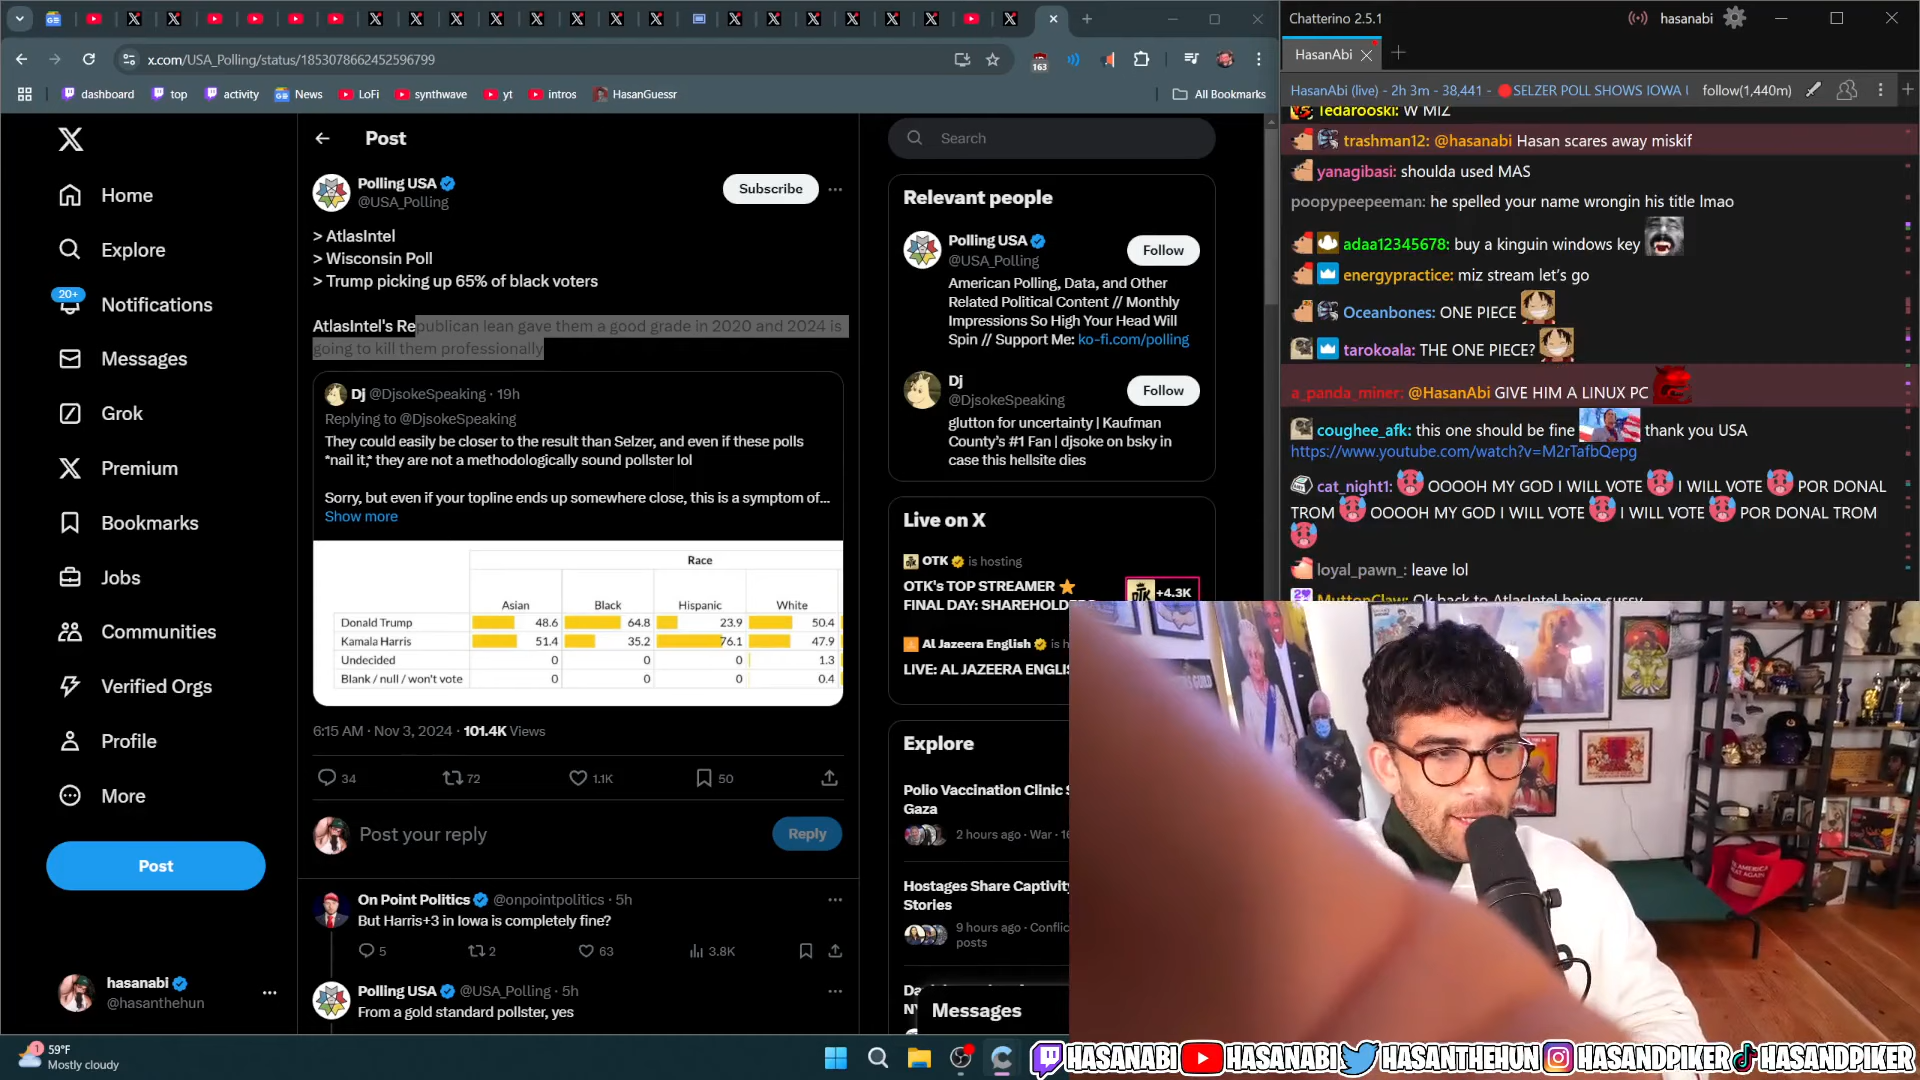 x.com/USA_Polling/status/1853078662452596799
163
dashboard
top
activity
News
LoFi
synthwave
yt
intros
HasanGuessr
All Bookmarks
Home
Explore
20+
Notifications
Messages
Grok
Premium
Bookmarks
Jobs
Communities
Verified Orgs
Profile
More
Post
hasanabi
@hasanthehun
Post
Polling USA
@USA_Polling
Subscribe
> AtlasIntel
> Wisconsin Poll
> Trump picking up 65% of black voters
AtlasIntel's Republican lean gave them a good grade in 2020 and 2024 is
going to kill them professionally
Dj @DjsokeSpeaking · 19h
Replying to @DjsokeSpeaking
They could easily be closer to the result than Selzer, and even if these polls
*nail it,* they are not a methodologically sound pollster lol
Sorry, but even if your topline ends up somewhere close, this is a symptom of...
Show more
Race
Asian Black Hispanic White
Donald Trump 48.6 64.8 23.9 50.4
Kamala Harris 51.4 35.2 76.1 47.9
Undecided 0 0 0 1.3
Blank / null / won't vote 0 0 0 0.4
6:15 AM · Nov 3, 2024 · 101.4K Views
34 72 1.1K 50
Post your reply
Reply
On Point Politics @onpointpolitics · 5h
But Harris+3 in Iowa is completely fine?
5 2 63 3.8K
Polling USA @USA_Polling · 5h
From a gold standard pollster, yes
Search
Relevant people
Polling USA
@USA_Polling
Follow
American Polling, Data, and Other
Related Political Content // Monthly
Impressions So High Your Head Will
Spin // Support Me: ko-fi.com/polling
Dj
@DjsokeSpeaking
Follow
glutton for uncertainty | Kaufman
County's #1 Fan | djsoke on bsky in
case this hellsite dies
Live on X
OTK is hosting
OTK's TOP STREAMER
FINAL DAY: SHAREHOLDE
+4.3K
Al Jazeera English is h
LIVE: AL JAZEERA ENGLIS
Explore
Polio Vaccination Clinic S
Gaza
2 hours ago · War · 16
Hostages Share Captivity
Stories
9 hours ago · Conflic
posts
Messages
Chatterino 2.5.1
hasanabi
HasanAbi
HasanAbi (live) - 2h 3m - 38,441 - SELZER POLL SHOWS IOWA
follow(1,440m)
Tedarooski: W MIZ
trashman12: @hasanabi Hasan scares away miskif
yanagibasi: shoulda used MAS
poopypeepeeman: he spelled your name wrongin his title lmao
adaa12345678: buy a kinguin windows key
energypractice: miz stream let's go
Oceanbones: ONE PIECE
tarokoala: THE ONE PIECE?
a_panda_miner: @HasanAbi GIVE HIM A LINUX PC
coughee_afk: this one should be fine thank you USA
https://www.youtube.com/watch?v=M2rTafbQepg
cat_night1: OOOOH MY GOD I WILL VOTE I WILL VOTE POR DONAL
TROM OOOOH MY GOD I WILL VOTE I WILL VOTE POR DONAL TROM
loyal_pawn_: leave lol
MuttonClaw: Ok back to AtlasIntel being sussy
1
59°F
Mostly cloudy
HASANABI HASANABI HASANTHEHUN HASANDPIKER HASANDPIKER